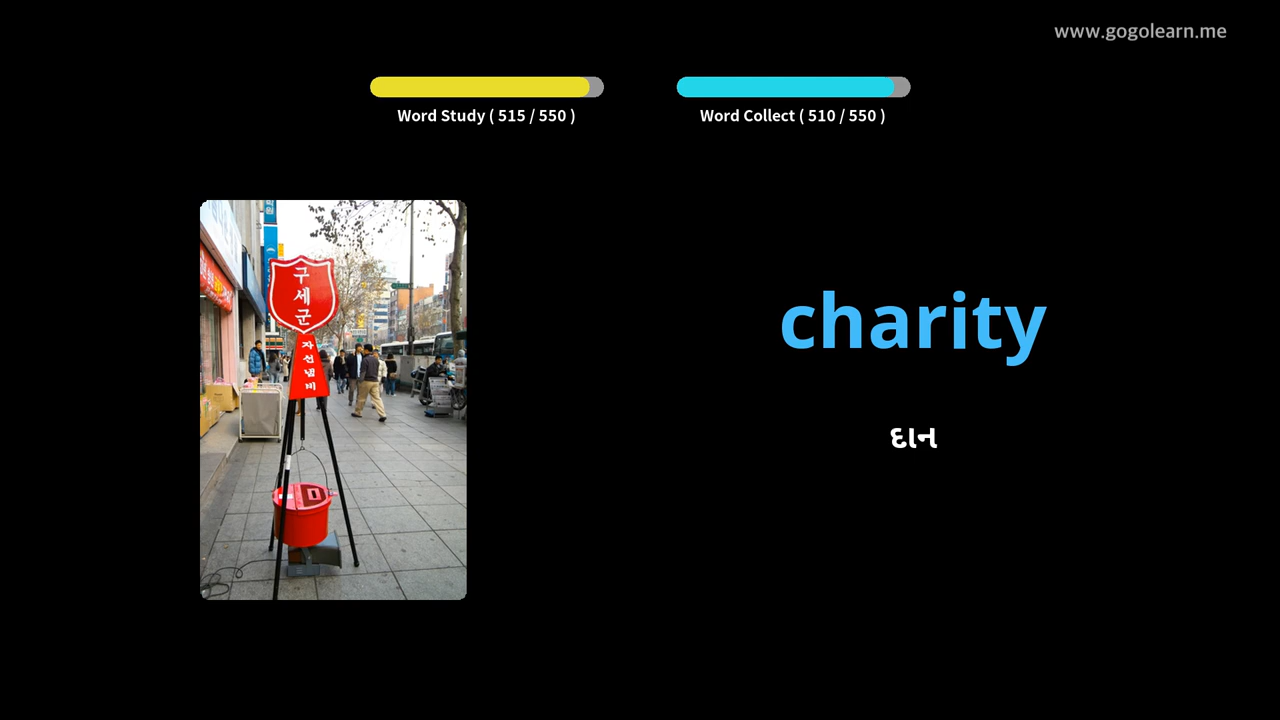 www.gogolearn.me
Word Study ( 515 / 550 )
Word Collect ( 510 / 550 )
구
세
군
자
선
냄
비
charity
દાન